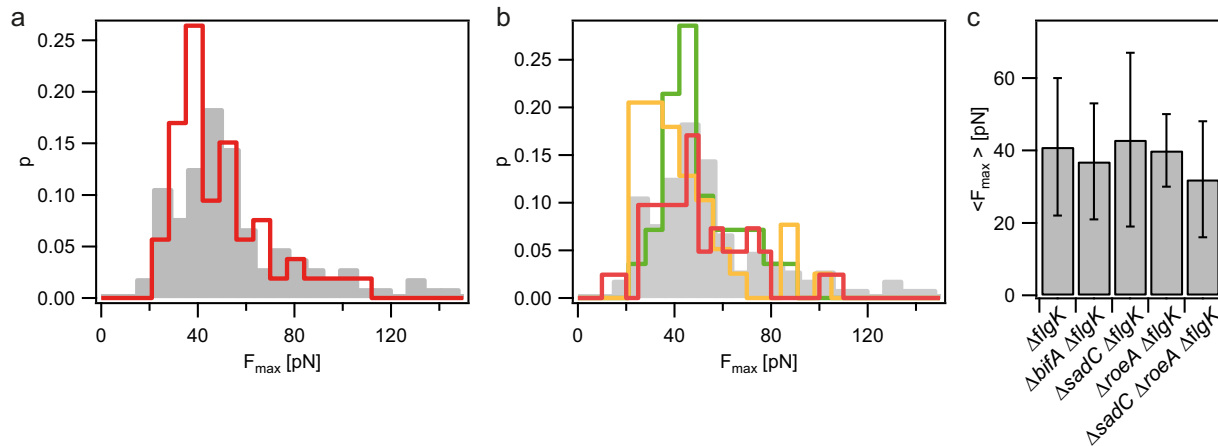 a
0.25
0.20
0.15
0.10
0.05
0.00
p
0
40
80
120
F_max [pN]
b
0.25
0.20
0.15
0.10
0.05
0.00
p
0
40
80
120
F_max [pN]
c
60
40
20
0
<F_max> [pN]
ΔflgK
ΔbifA ΔflgK
ΔsadC ΔflgK
ΔroeA ΔflgK
ΔsadC ΔroeA ΔflgK